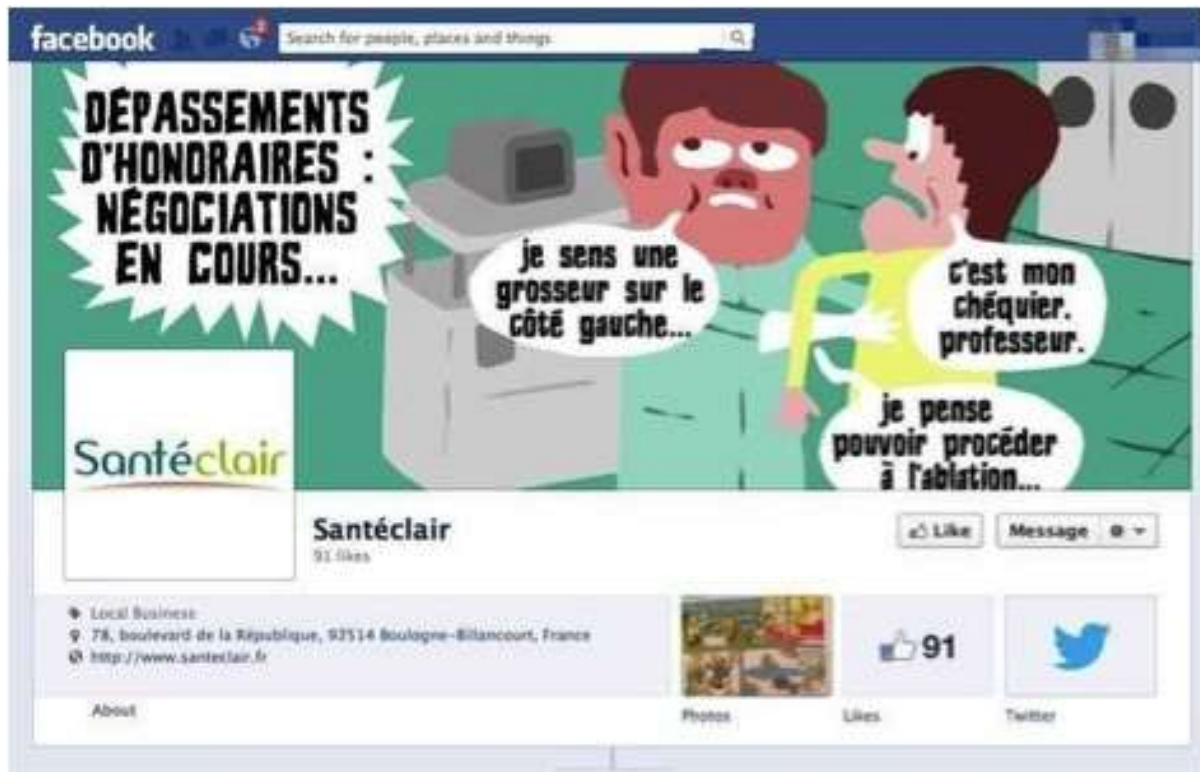 facebook
2
Search for people, places and things
DÉPASSEMENTS
D'HONORAIRES :
NÉGOCIATIONS
EN COURS...
je sens une
grosseur sur le
côté gauche...
c'est mon
chéquier.
professeur.
je pense
pouvoir procéder
à l'ablation...
Santéclair
Santéclair
91 likes
Like
Message
Local Business
78, boulevard de la République, 92514 Boulogne-Billancourt, France
http://www.santeclair.fr
About
Photos
91
Likes
Twitter